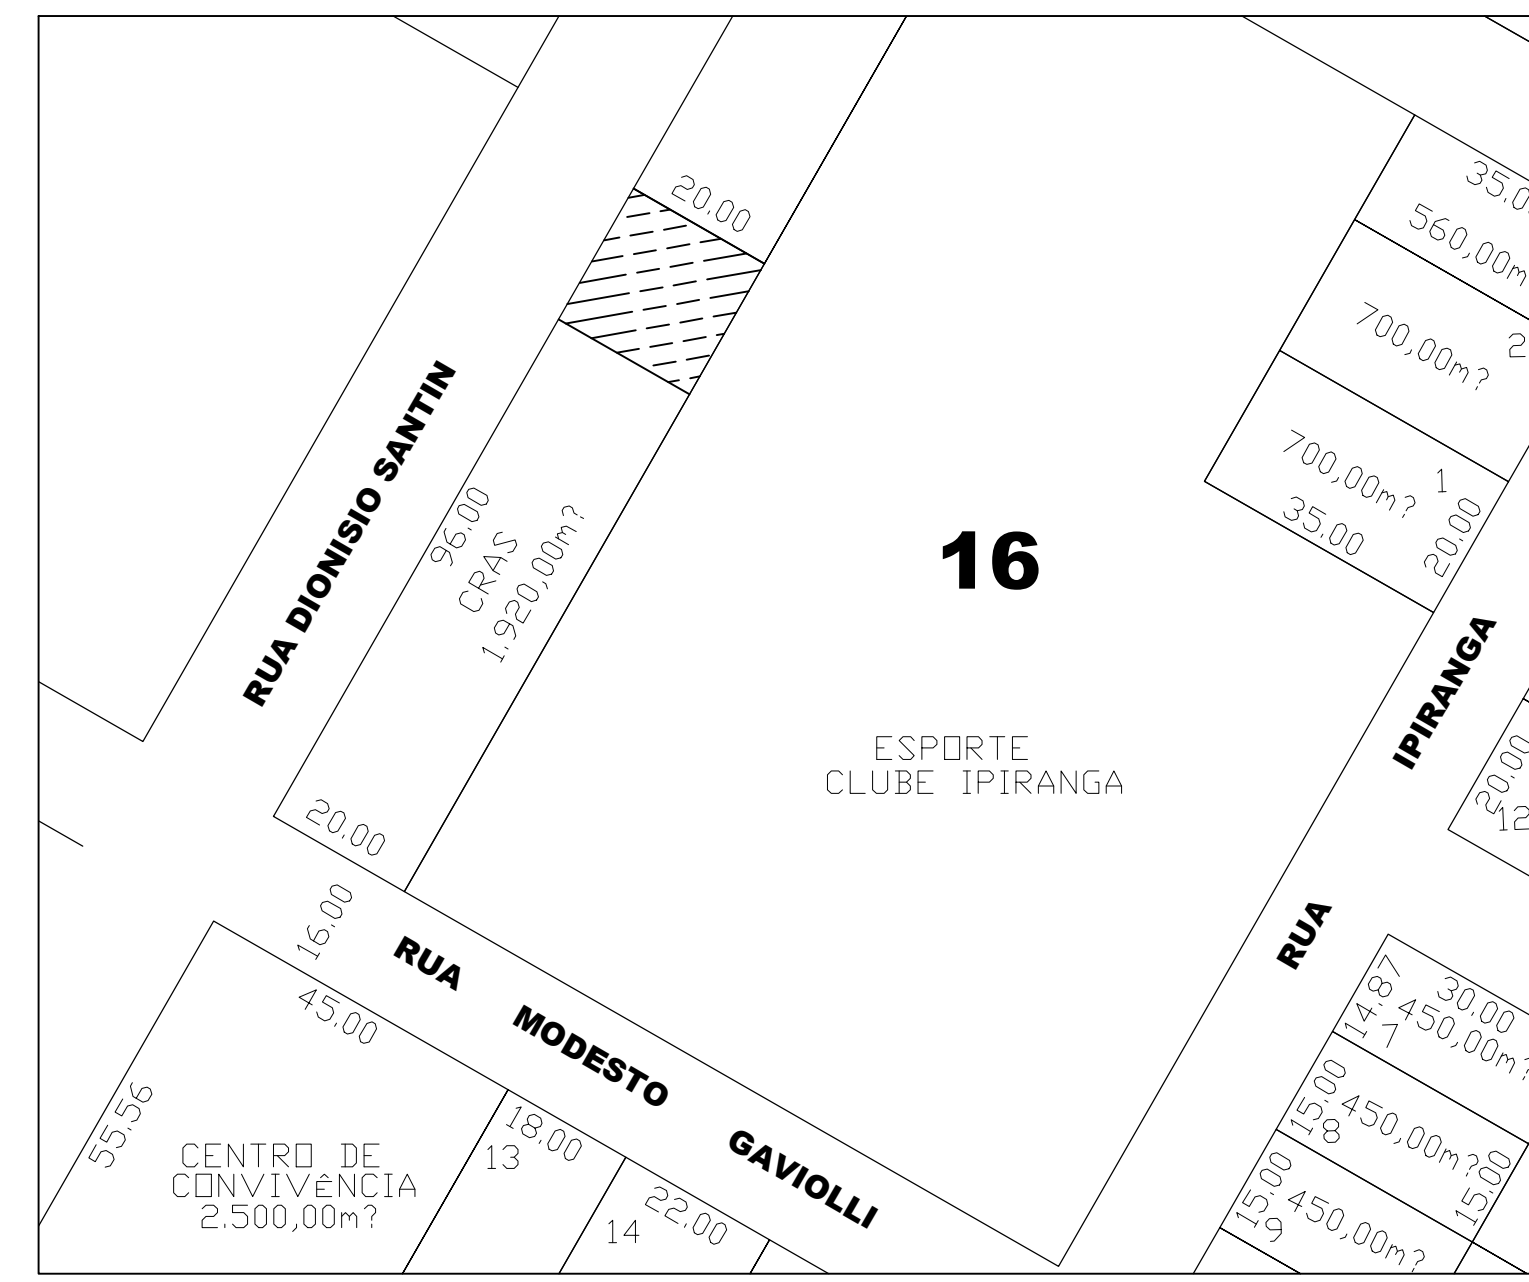 20.00
35.0
560,00m
700,00m?
2
700,00m?
1
35.00
20.00
RUA DIONISIO SANTIN
96.00
CRAS
1.920,00m?
16
ESPORTE
CLUBE IPIRANGA
RUA IPIRANGA
20.00
12
20.00
16.00
RUA MODESTO GAVIOLLI
45.00
55.56
CENTRO DE
CONVIVÊNCIA
2.500,00m?
18.00
13
22.00
14
30.00
14.87
450,00m?
7
15.00
450,00m?
8
15.00
15.00
450,00m?
9